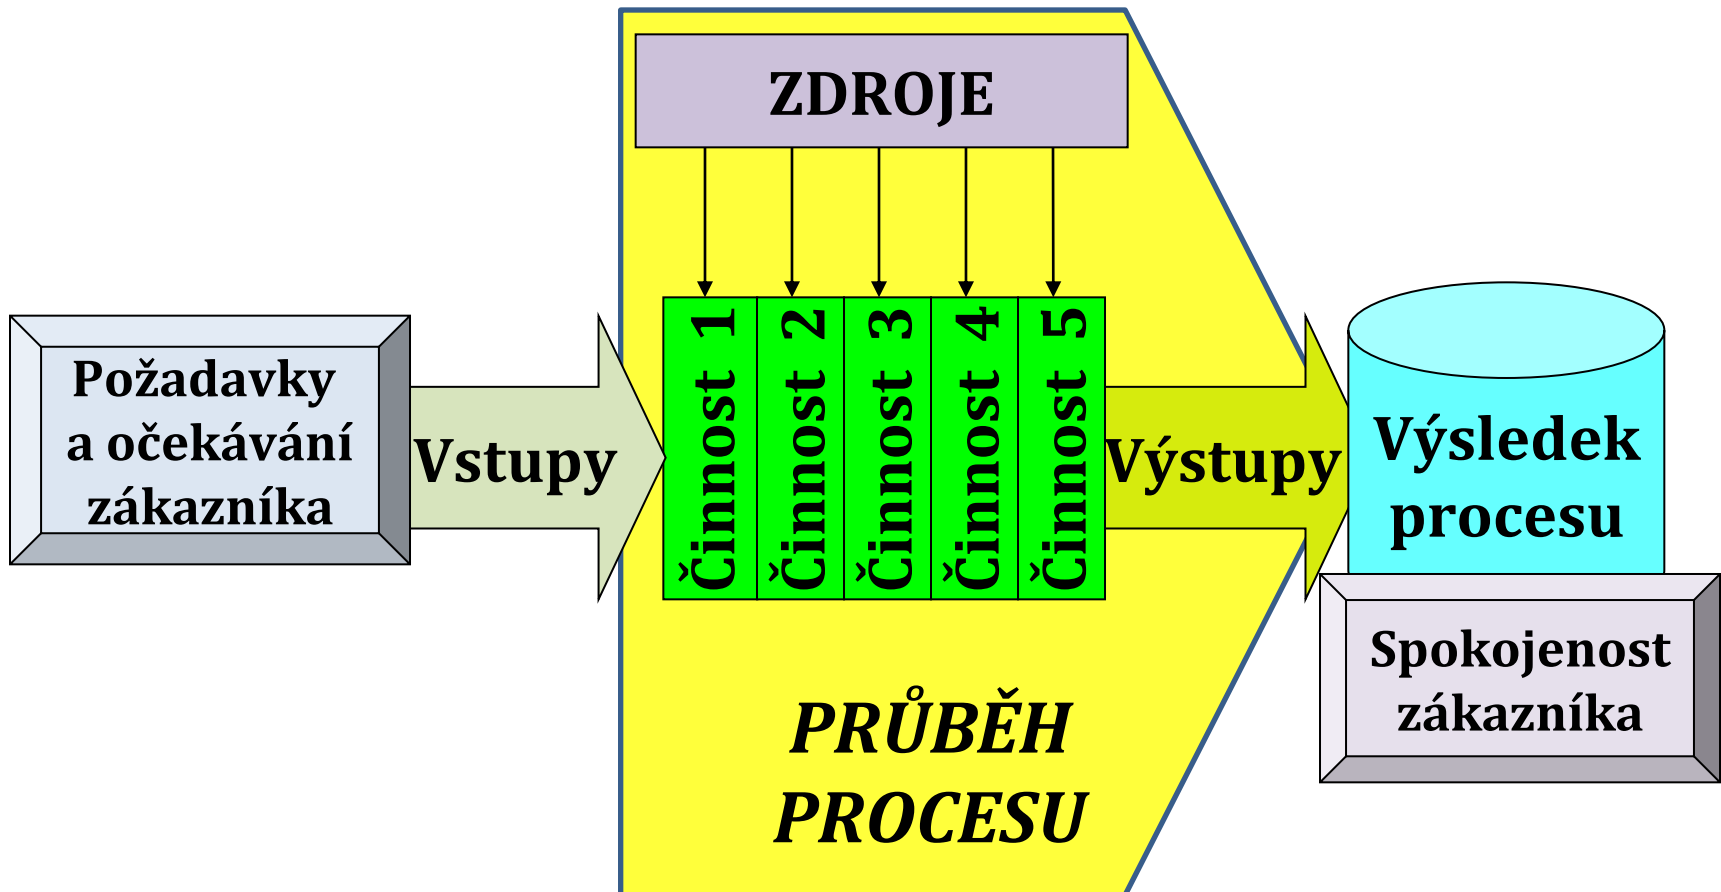 ZDROJE
Požadavky
a očekávání
zákazníka
Vstupy
Činnost 1
Činnost 2
Činnost 3
Činnost 4
Činnost 5
Výstupy
Výsledek
procesu
Spokojenost
zákazníka
PRŮBĚH
PROCESU